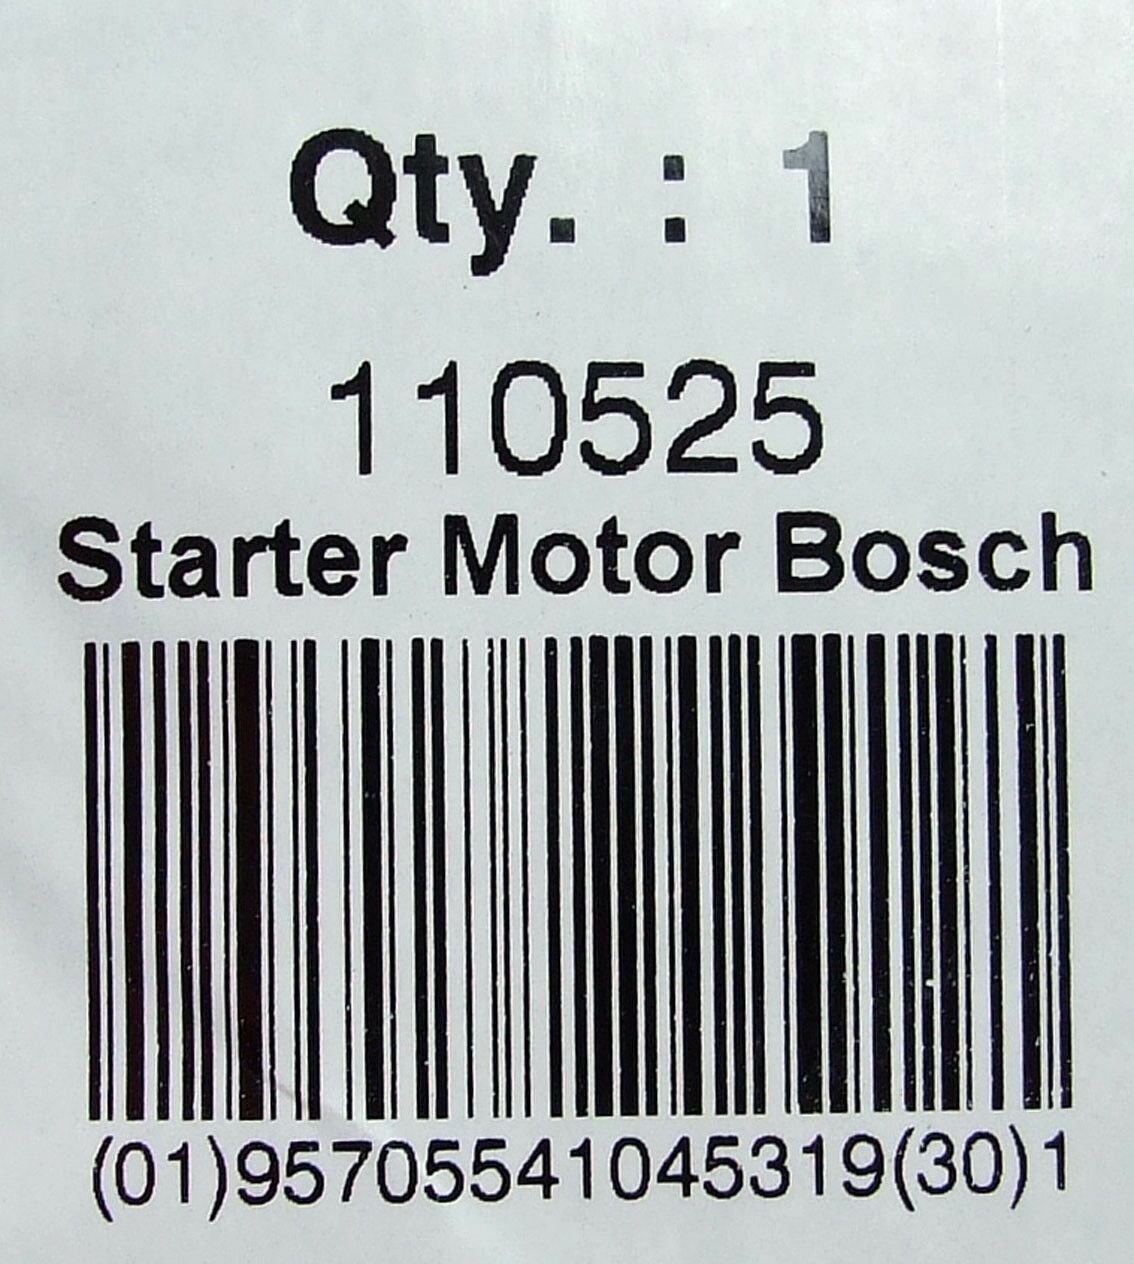 Qty. : 1
110525
Starter Motor Bosch
(01)95705541045319(30)1